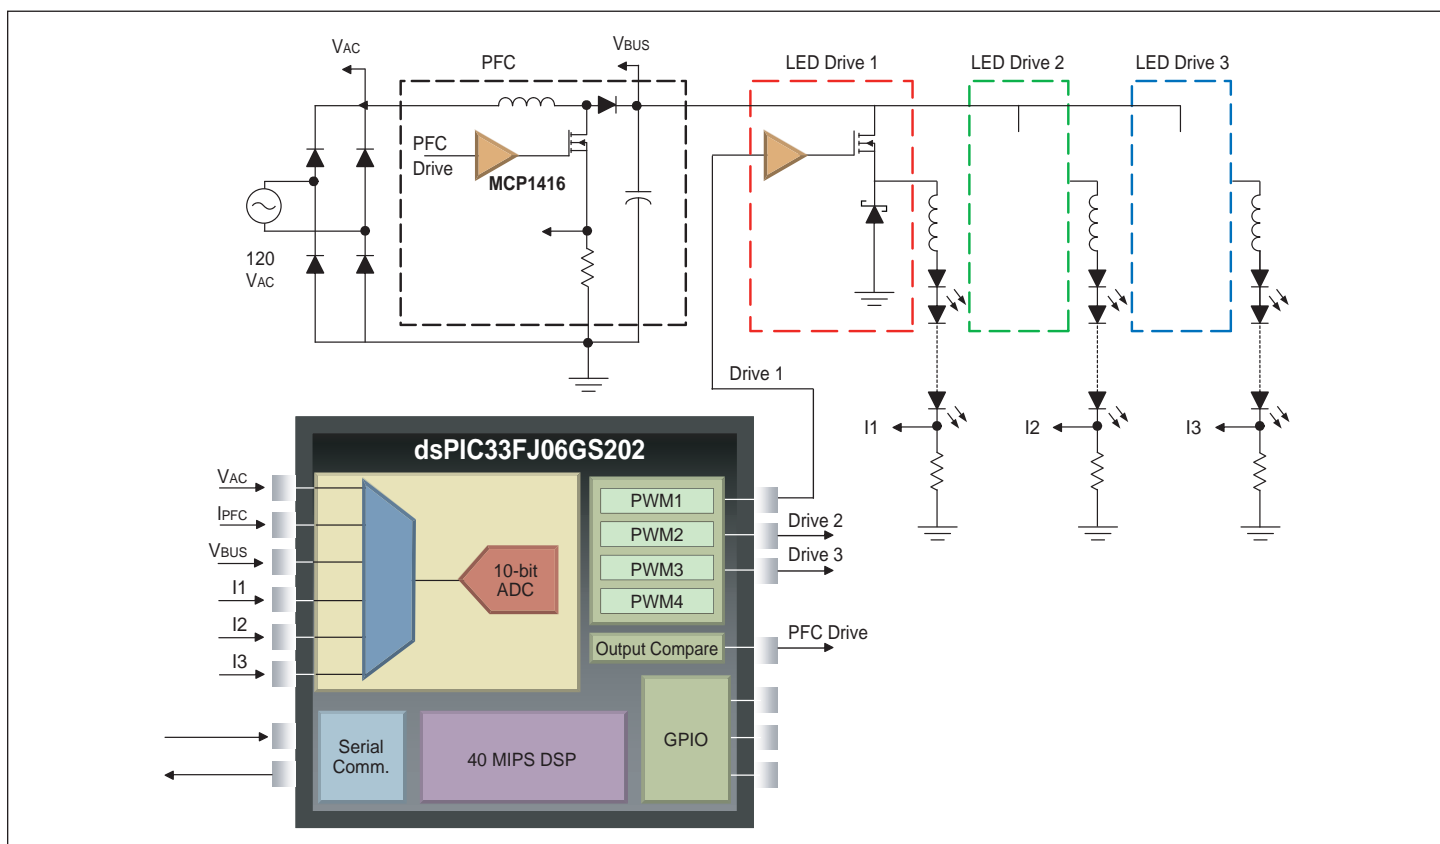 VAC
PFC
VBUS
LED Drive 1
LED Drive 2
LED Drive 3
PFC
Drive
MCP1416
120
VAC
Drive 1
I1
I2
I3
dsPIC33FJ06GS202
VAC
IPFC
VBUS
I1
I2
I3
10-bit
ADC
PWM1
PWM2
PWM3
PWM4
Drive 2
Drive 3
Output Compare
PFC Drive
Serial
Comm.
40 MIPS DSP
GPIO